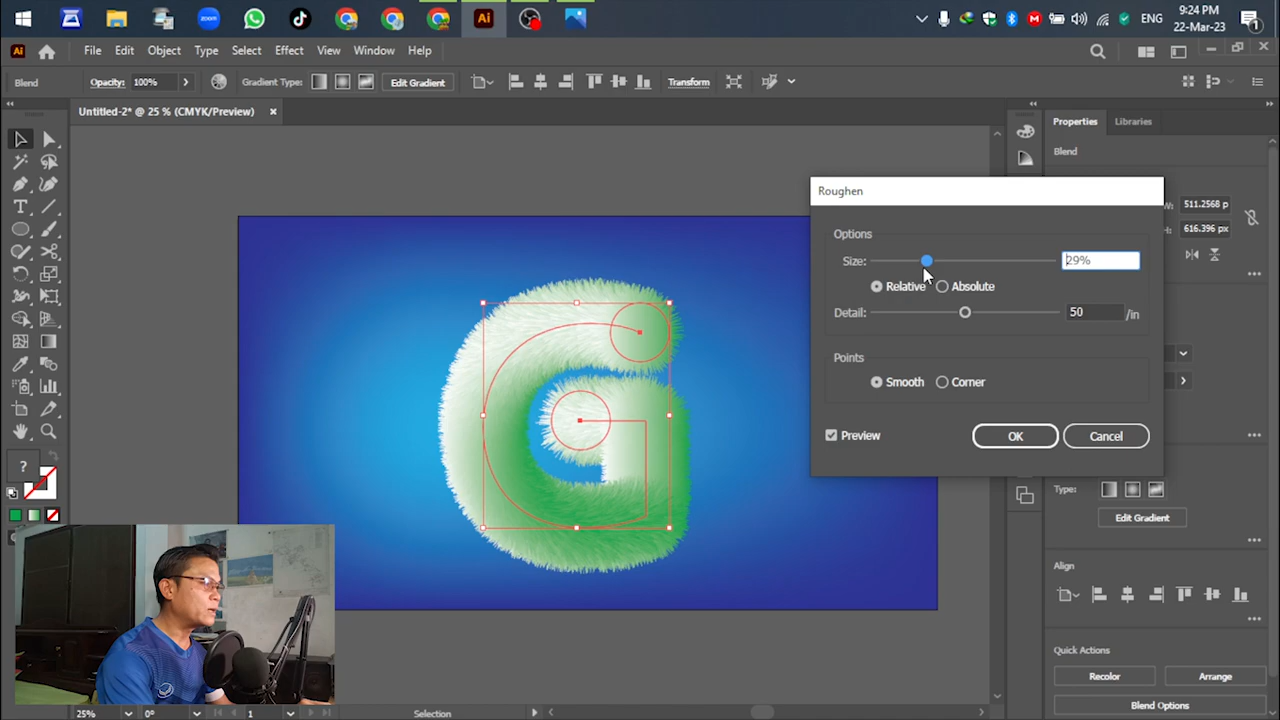 zoom
Ai
ENG
9:24 PM
22-Mar-23
1
Ai
File Edit Object Type Select Effect View Window Help
Blend
Opacity: 100%
Gradient Type:
Edit Gradient
Transform
Untitled-2* @ 25 % (CMYK/Preview)
Properties
Libraries
Blend
W: 511.2568 p
H: 616.396 px
Roughen
Options
Size:
29%
Relative
Absolute
Detail:
50
/in
Points
Smooth
Corner
Preview
OK
Cancel
G
?
Type:
Edit Gradient
Align
Quick Actions
Recolor
Arrange
Blend Options
25%
0°
1
Selection